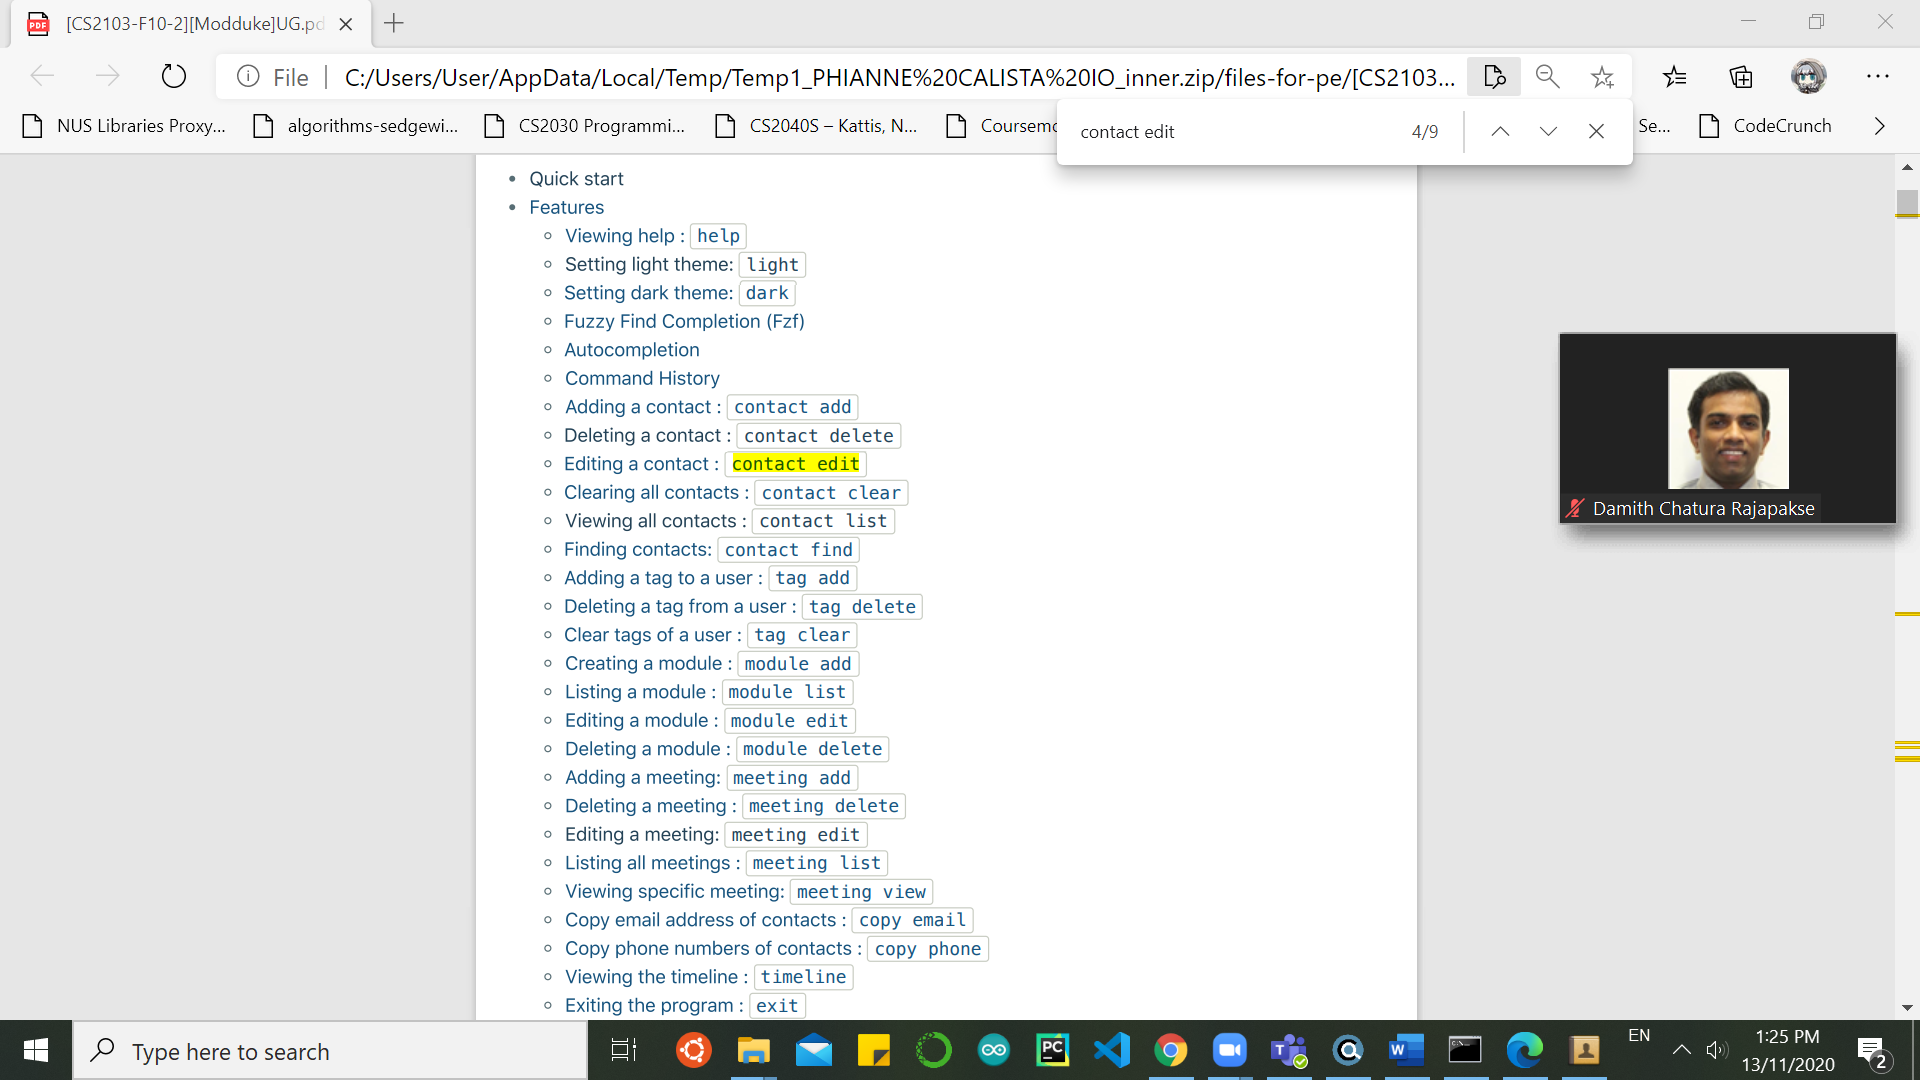 [CS2103-F10-2][Modduke]UG.pd
File
C:/Users/User/AppData/Local/Temp/Temp1_PHIANNE%20CALISTA%20IO_inner.zip/files-for-pe/[CS2103...
NUS Libraries Proxy...
algorithms-sedgewi...
CS2030 Programmi...
CS2040S – Kattis, N...
Coursemo
Se...
CodeCrunch
contact edit
4/9
Quick start
Features
Viewing help : help
Setting light theme: light
Setting dark theme: dark
Fuzzy Find Completion (Fzf)
Autocompletion
Command History
Adding a contact : contact add
Deleting a contact : contact delete
Editing a contact : contact edit
Clearing all contacts : contact clear
Viewing all contacts : contact list
Finding contacts: contact find
Adding a tag to a user : tag add
Deleting a tag from a user : tag delete
Clear tags of a user : tag clear
Creating a module : module add
Listing a module : module list
Editing a module : module edit
Deleting a module : module delete
Adding a meeting: meeting add
Deleting a meeting : meeting delete
Editing a meeting: meeting edit
Listing all meetings : meeting list
Viewing specific meeting: meeting view
Copy email address of contacts : copy email
Copy phone numbers of contacts : copy phone
Viewing the timeline : timeline
Exiting the program : exit
Damith Chatura Rajapakse
Type here to search
EN
1:25 PM
13/11/2020
2